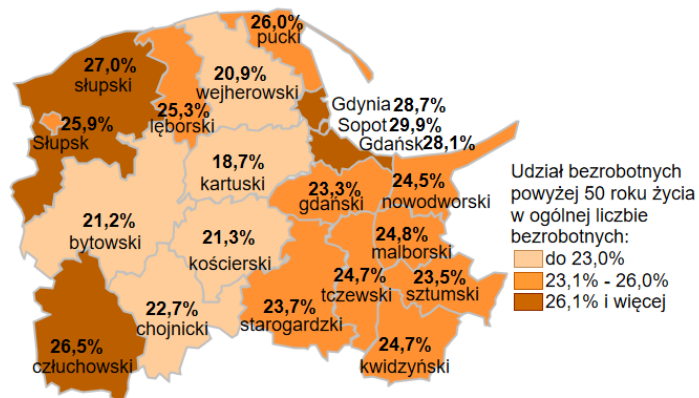 26,0%
pucki
27,0%
słupski
20,9%
wejherowski
25,3%
lęborski
25,9%
Słupsk
Gdynia 28,7%
Sopot 29,9%
Gdańsk 28,1%
18,7%
kartuski
23,3%
gdański
24,5%
nowodworski
21,2%
bytowski
21,3%
kościerski
24,8%
malborski
24,7%
tczewski
23,5%
sztumski
22,7%
chojnicki
23,7%
starogardzki
26,5%
człuchowski
24,7%
kwidzyński
Udział bezrobotnych
powyżej 50 roku życia
w ogólnej liczbie
bezrobotnych:
do 23,0%
23,1% - 26,0%
26,1% i więcej